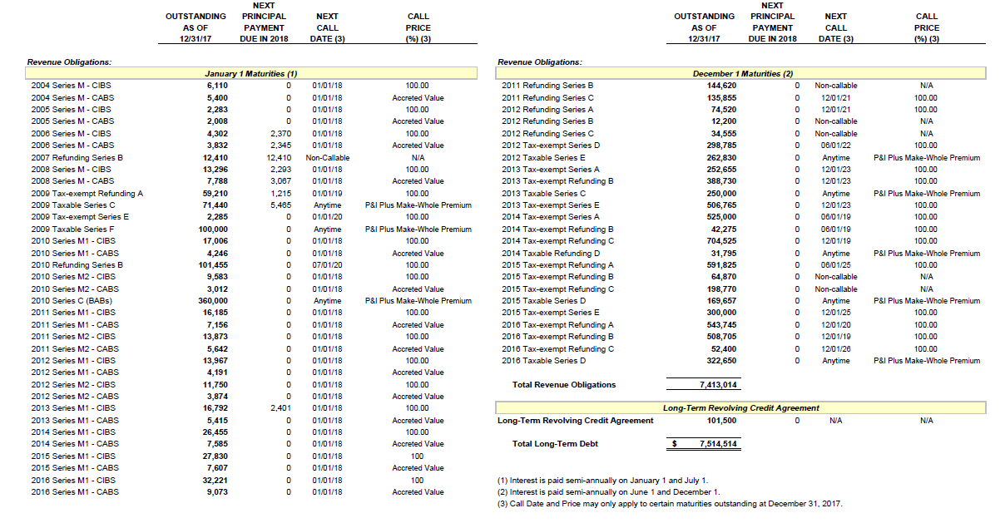 NEXT
OUTSTANDING PRINCIPAL NEXT CALL
AS OF PAYMENT CALL PRICE
12/31/17 DUE IN 2018 DATE (3) (%) (3)
Revenue Obligations:
January 1 Maturities (1)
2004 Series M - CIBS 6,110 0 01/01/18 100.00
2004 Series M - CABS 5,400 0 01/01/18 Accreted Value
2005 Series M - CIBS 2,283 0 01/01/18 100.00
2005 Series M - CABS 2,008 0 01/01/18 Accreted Value
2006 Series M - CIBS 4,302 2,370 01/01/18 100.00
2006 Series M - CABS 3,832 2,345 01/01/18 Accreted Value
2007 Refunding Series B 12,410 12,410 Non-Callable N/A
2008 Series M - CIBS 13,296 2,293 01/01/18 100.00
2008 Series M - CABS 7,788 3,067 01/01/18 Accreted Value
2009 Tax-exempt Refunding A 59,210 1,215 01/01/19 100.00
2009 Taxable Series C 71,440 5,465 Anytime P&I Plus Make-Whole Premium
2009 Tax-exempt Series E 2,285 0 01/01/20 100.00
2009 Taxable Series F 100,000 0 Anytime P&I Plus Make-Whole Premium
2010 Series M1 - CIBS 17,006 0 01/01/18 100.00
2010 Series M1 - CABS 4,246 0 01/01/18 Accreted Value
2010 Refunding Series B 101,455 0 07/01/20 100.00
2010 Series M2 - CIBS 9,583 0 01/01/18 100.00
2010 Series M2 - CABS 3,012 0 01/01/18 Accreted Value
2010 Series C (BABs) 360,000 0 Anytime P&I Plus Make-Whole Premium
2011 Series M1 - CIBS 16,185 0 01/01/18 100.00
2011 Series M1 - CABS 7,156 0 01/01/18 Accreted Value
2011 Series M2 - CIBS 13,873 0 01/01/18 100.00
2011 Series M2 - CABS 5,642 0 01/01/18 Accreted Value
2012 Series M1 - CIBS 13,967 0 01/01/18 100.00
2012 Series M1 - CABS 4,191 0 01/01/18 Accreted Value
2012 Series M2 - CIBS 11,750 0 01/01/18 100.00
2012 Series M2 - CABS 3,874 0 01/01/18 Accreted Value
2013 Series M1 - CIBS 16,792 2,401 01/01/18 100.00
2013 Series M1 - CABS 5,415 0 01/01/18 Accreted Value
2014 Series M1 - CIBS 26,455 0 01/01/18 100.00
2014 Series M1 - CABS 7,585 0 01/01/18 Accreted Value
2015 Series M1 - CIBS 27,830 0 01/01/18 100
2015 Series M1 - CABS 7,607 0 01/01/18 Accreted Value
2016 Series M1 - CIBS 32,221 0 01/01/18 100
2016 Series M1 - CABS 9,073 0 01/01/18 Accreted Value
NEXT
OUTSTANDING PRINCIPAL NEXT CALL
AS OF PAYMENT CALL PRICE
12/31/17 DUE IN 2018 DATE (3) (%) (3)
Revenue Obligations:
December 1 Maturities (2)
2011 Refunding Series B 144,620 0 Non-callable N/A
2011 Refunding Series C 135,855 0 12/01/21 100.00
2012 Refunding Series A 74,520 0 12/01/21 100.00
2012 Refunding Series B 12,200 0 Non-callable N/A
2012 Refunding Series C 34,555 0 Non-callable N/A
2012 Tax-exempt Series D 298,785 0 06/01/22 100.00
2012 Taxable Series E 262,830 0 Anytime P&I Plus Make-Whole Premium
2013 Tax-exempt Series A 252,655 0 12/01/23 100.00
2013 Tax-exempt Refunding B 388,730 0 12/01/23 100.00
2013 Taxable Series C 250,000 0 Anytime P&I Plus Make-Whole Premium
2013 Tax-exempt Series E 506,765 0 12/01/23 100.00
2014 Tax-exempt Series A 525,000 0 06/01/19 100.00
2014 Tax-exempt Refunding B 42,275 0 06/01/19 100.00
2014 Tax-exempt Refunding C 704,525 0 12/01/19 100.00
2014 Taxable Refunding D 31,795 0 Anytime P&I Plus Make-Whole Premium
2015 Tax-exempt Refunding A 591,825 0 06/01/25 100.00
2015 Tax-exempt Refunding B 64,870 0 Non-callable N/A
2015 Tax-exempt Refunding C 198,770 0 Non-callable N/A
2015 Taxable Series D 169,657 0 Anytime P&I Plus Make-Whole Premium
2015 Tax-exempt Series E 300,000 0 12/01/25 100.00
2016 Tax-exempt Refunding A 543,745 0 12/01/20 100.00
2016 Tax-exempt Refunding B 508,705 0 12/01/19 100.00
2016 Tax-exempt Refunding C 52,400 0 12/01/26 100.00
2016 Taxable Series D 322,650 0 Anytime P&I Plus Make-Whole Premium
Total Revenue Obligations 7,413,014
Long-Term Revolving Credit Agreement
Long-Term Revolving Credit Agreement 101,500 0 N/A N/A
Total Long-Term Debt $ 7,514,514
(1) Interest is paid semi-annually on January 1 and July 1.
(2) Interest is paid semi-annually on June 1 and December 1.
(3) Call Date and Price may only apply to certain maturities outstanding at December 31, 2017.